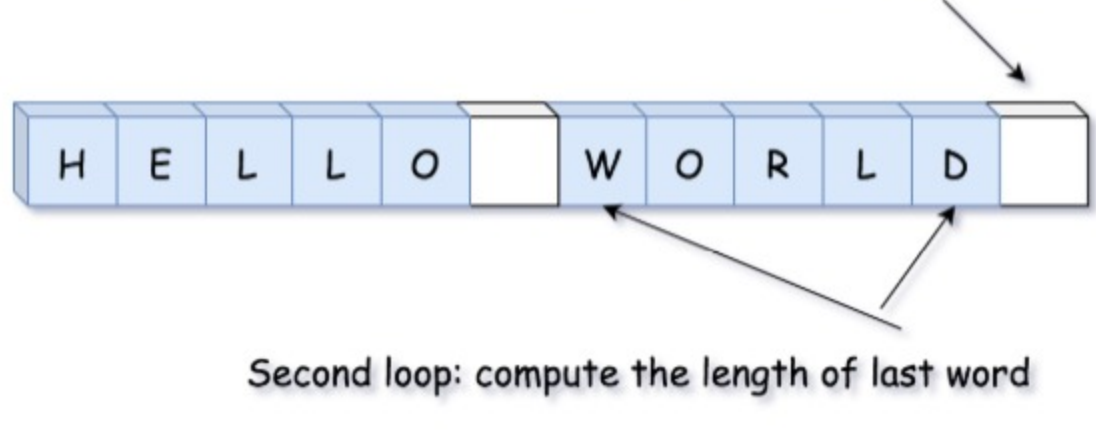 H E L L O W O R L D
Second loop: compute the length of last word